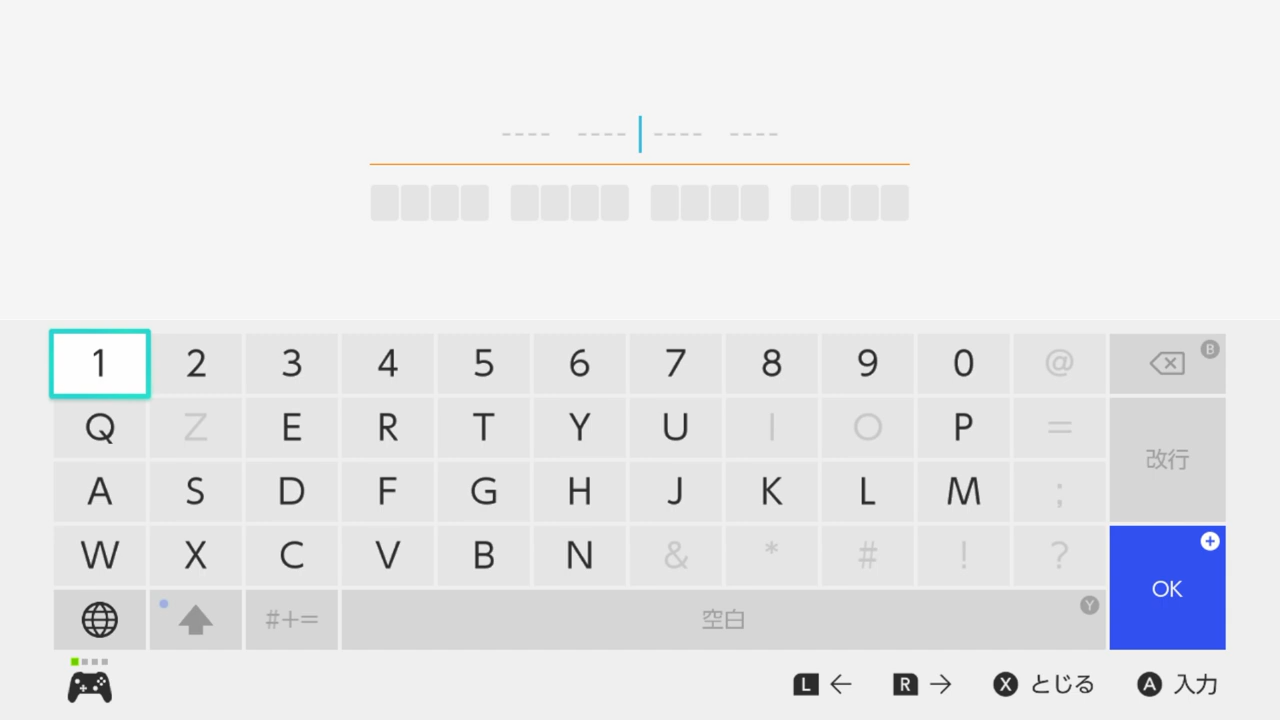 ---- ---- ---- ----
1 2 3 4 5 6 7 8 9 0 @ B
Q Z E R T Y U I O P =
改行
A S D F G H J K L M ;
W X C V B N & * # ! ?
OK
#+= 空白 Y
L ← R → X とじる A 入力